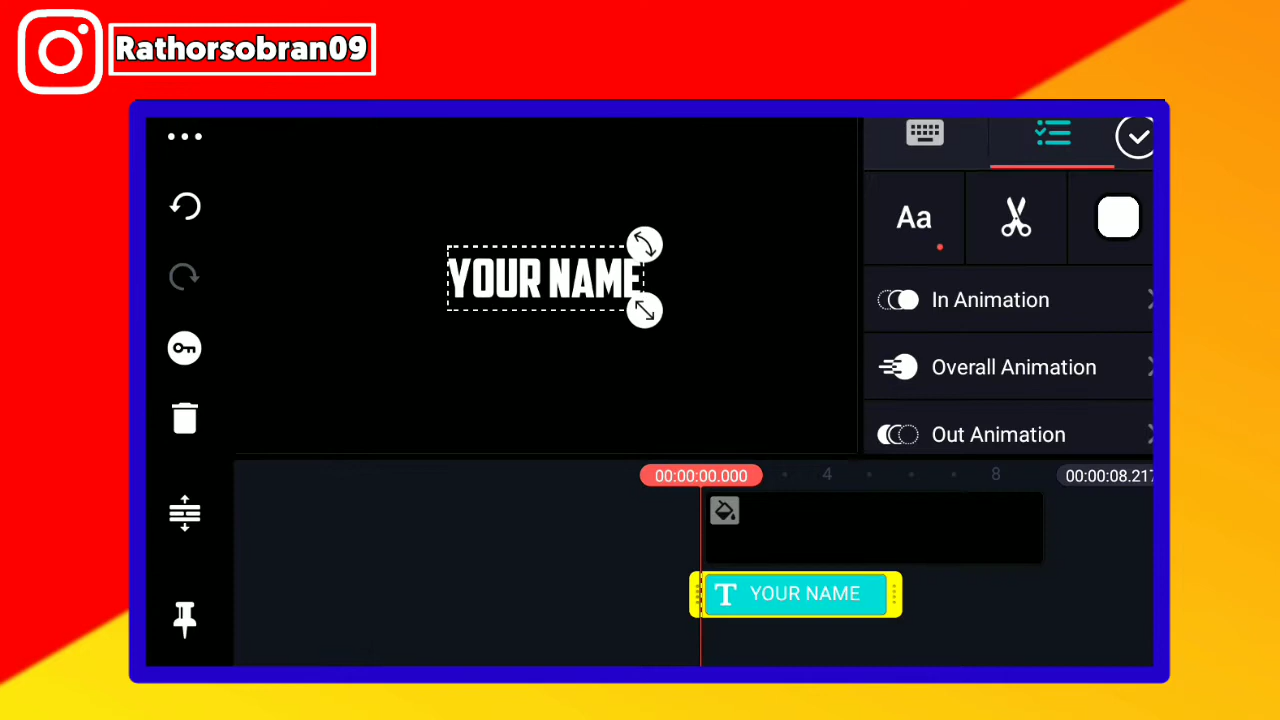 Rathorsobran09
YOUR NAME
Aa
In Animation
Overall Animation
Out Animation
00:00:00.000
4
8
00:00:08.217
T YOUR NAME